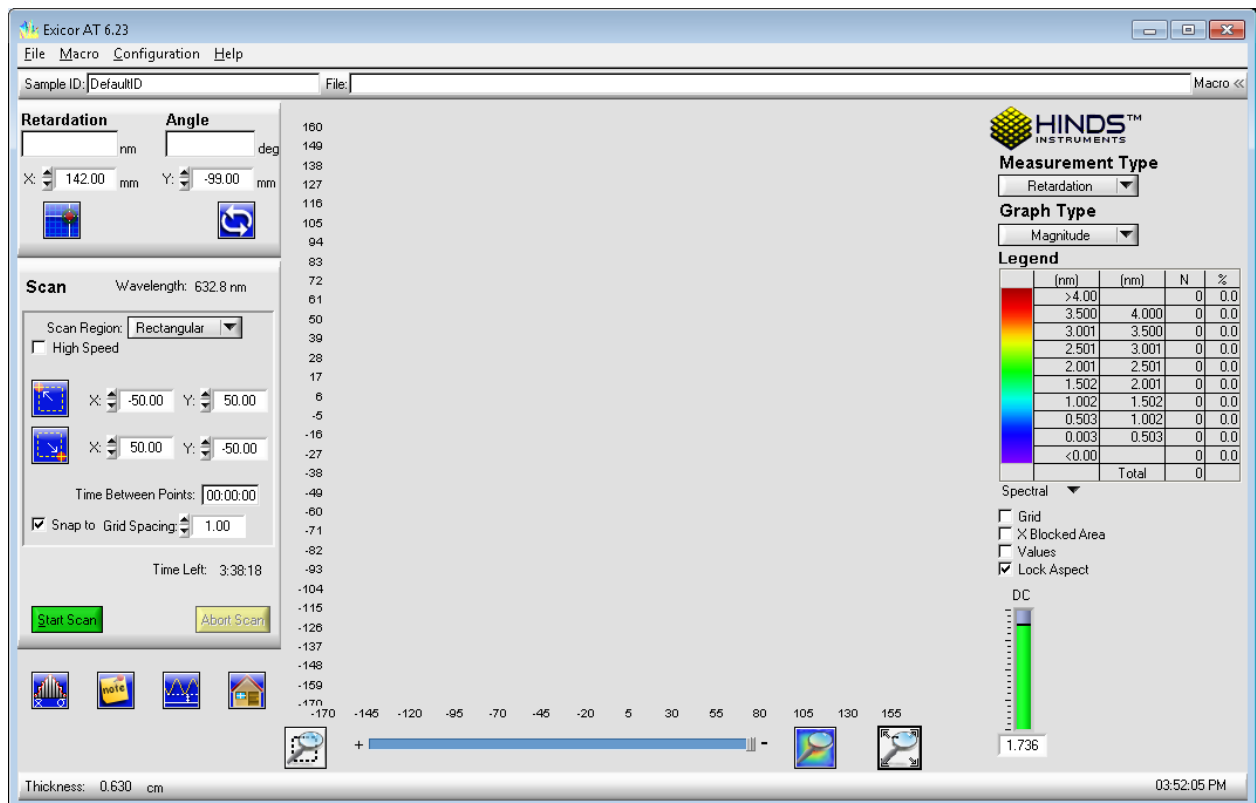 Exicor AT 6.23
File Macro Configuration Help
Sample ID: DefaultID File: Macro <<
Retardation Angle
nm deg
X: 142.00 mm Y: -99.00 mm
Scan Wavelength: 632.8 nm
Scan Region: Rectangular
High Speed
X: -50.00 Y: 50.00
X: 50.00 Y: -50.00
Time Between Points: 00:00:00
Snap to Grid Spacing: 1.00
Time Left: 3:38:18
Start Scan Abort Scan
x σ
note
160
149
138
127
116
105
94
83
72
61
50
39
28
17
6
-5
-16
-27
-38
-49
-60
-71
-82
-93
-104
-115
-126
-137
-148
-159
-170
-170 -145 -120 -95 -70 -45 -20 5 30 55 80 105 130 155
+ -
HINDS™
INSTRUMENTS
Measurement Type
Retardation
Graph Type
Magnitude
Legend
(nm) (nm) N %
>4.00 0 0.0
3.500 4.000 0 0.0
3.001 3.500 0 0.0
2.501 3.001 0 0.0
2.001 2.501 0 0.0
1.502 2.001 0 0.0
1.002 1.502 0 0.0
0.503 1.002 0 0.0
0.003 0.503 0 0.0
<0.00 0 0.0
Total 0
Spectral
Grid
X Blocked Area
Values
Lock Aspect
DC
1.736
Thickness: 0.630 cm 03:52:05 PM